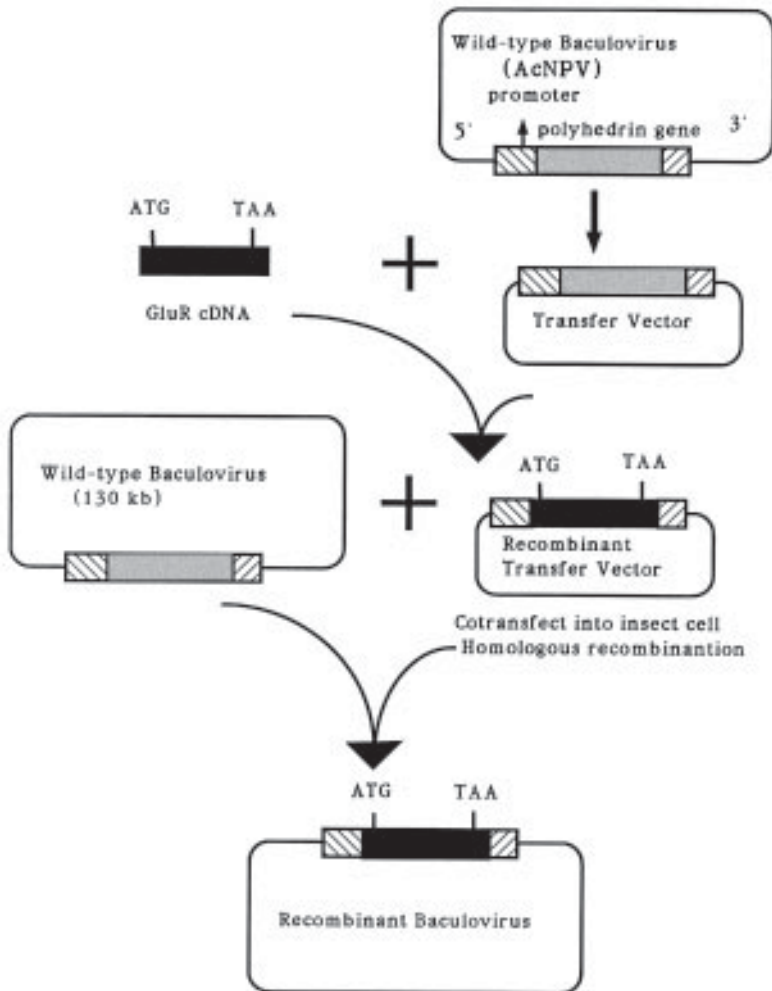 Wild-type Baculovirus
(AcNPV)
promoter
5' polyhedrin gene 3'
ATG TAA
GluR cDNA
Transfer Vector
Wild-type Baculovirus
(130 kb)
ATG TAA
Recombinant
Transfer Vector
Cotransfect into insect cell
Homologous recombinantion
ATG TAA
Recombinant Baculovirus